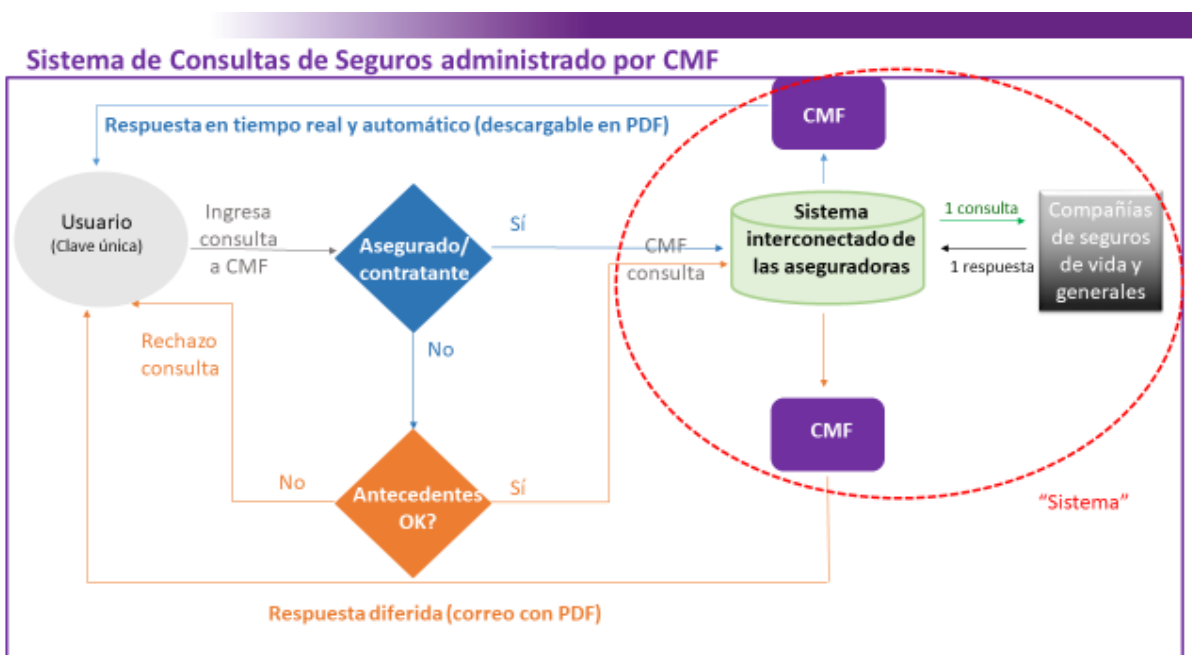 Sistema de Consultas de Seguros administrado por CMF
Respuesta en tiempo real y automático (descargable en PDF)
CMF
Usuario
(Clave única)
Ingresa
consulta
a CMF
Asegurado/
contratante
Sí
CMF
consulta
Sistema
interconectado de
las aseguradoras
1 consulta
1 respuesta
Compañías
de seguros
de vida y
generales
Rechazo
consulta
No
CMF
No
Antecedentes
OK?
Sí
"Sistema"
Respuesta diferida (correo con PDF)